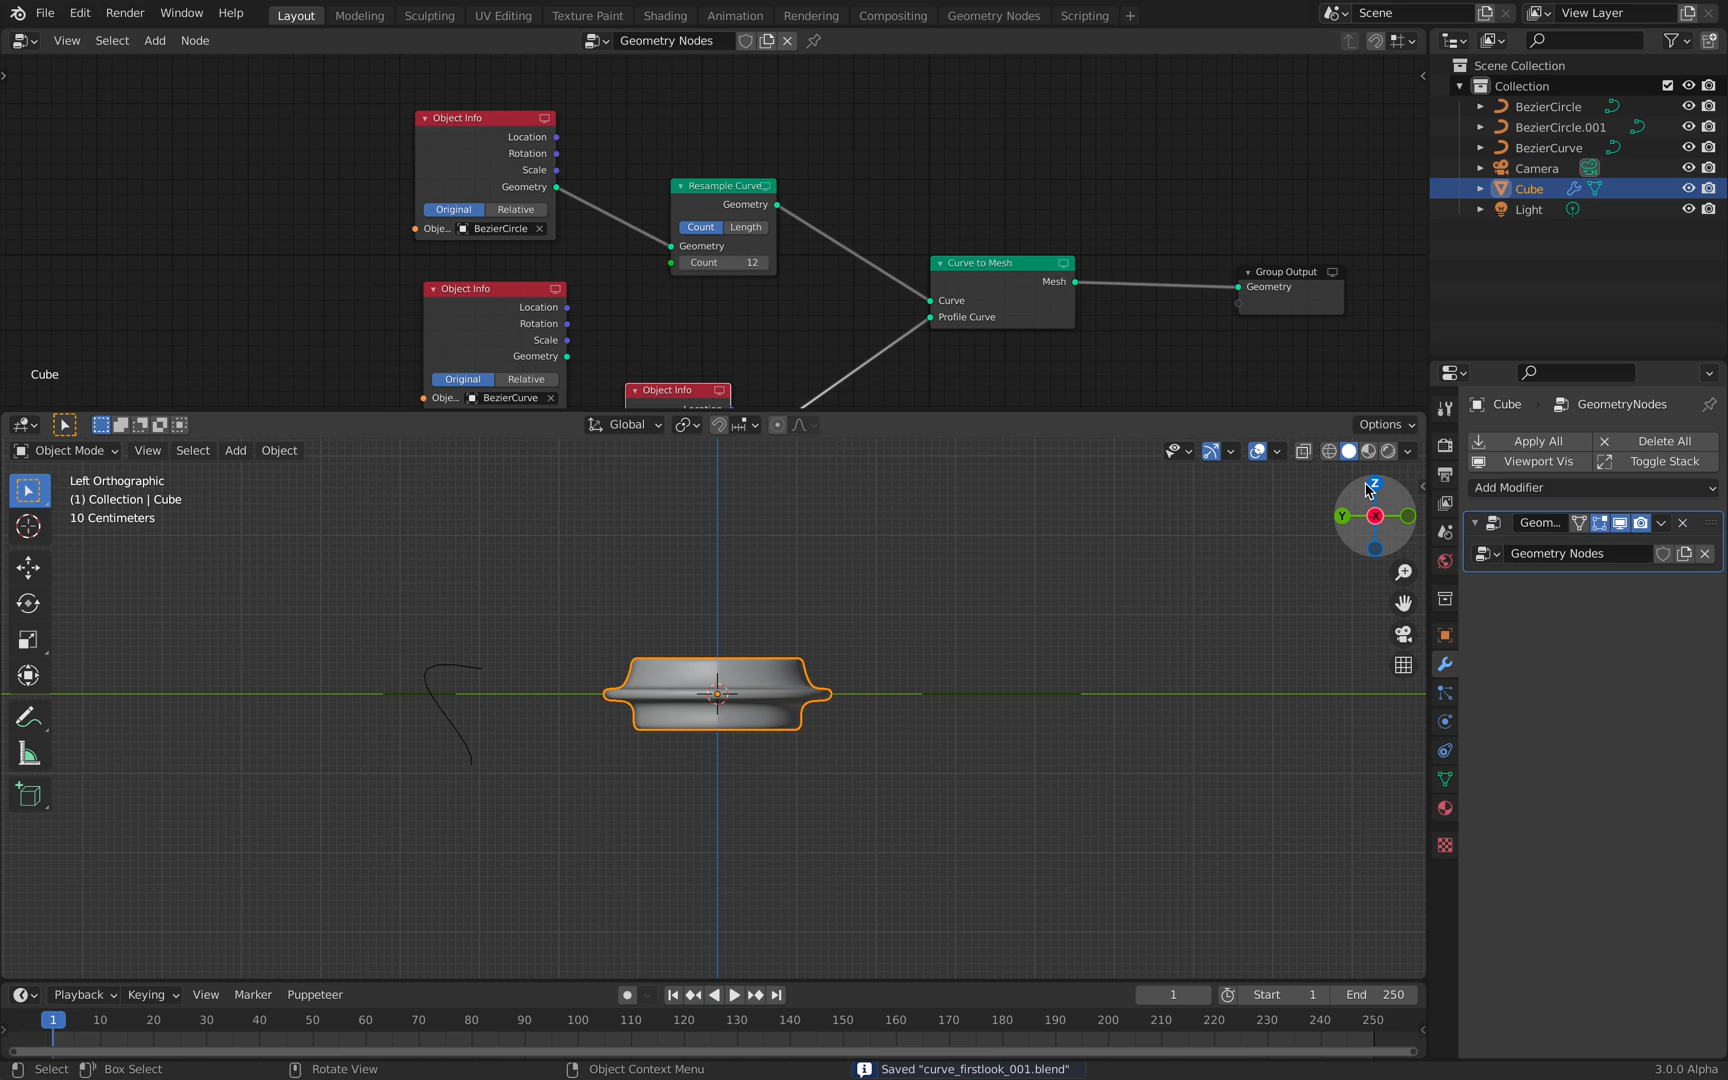 File Edit Render Window Help Layout Modeling Sculpting UV Editing Texture Paint Shading Animation Rendering Compositing Geometry Nodes Scripting + Scene View Layer
View Select Add Node Geometry Nodes
Scene Collection
Collection
BezierCircle
BezierCircle.001
BezierCurve
Camera
Cube
Light
Object Info
Location
Rotation
Scale
Geometry
Original Relative
Obje... BezierCircle
Resample Curve
Geometry
Count Length
Geometry
Count 12
Object Info
Location
Rotation
Scale
Geometry
Original Relative
Obje... BezierCurve
Object Info
Curve to Mesh
Mesh
Curve
Profile Curve
Group Output
Geometry
Cube
Global Options
Object Mode View Select Add Object
Left Orthographic
(1) Collection | Cube
10 Centimeters
Z
Y X
Cube GeometryNodes
Apply All Delete All
Viewport Vis Toggle Stack
Add Modifier
Geom...
Geometry Nodes
Playback Keying View Marker Puppeteer 1 Start 1 End 250
1 10 20 30 40 50 60 70 80 90 100 110 120 130 140 150 160 170 180 190 200 210 220 230 240 250
Select Box Select Rotate View Object Context Menu Saved "curve_firstlook_001.blend" 3.0.0 Alpha